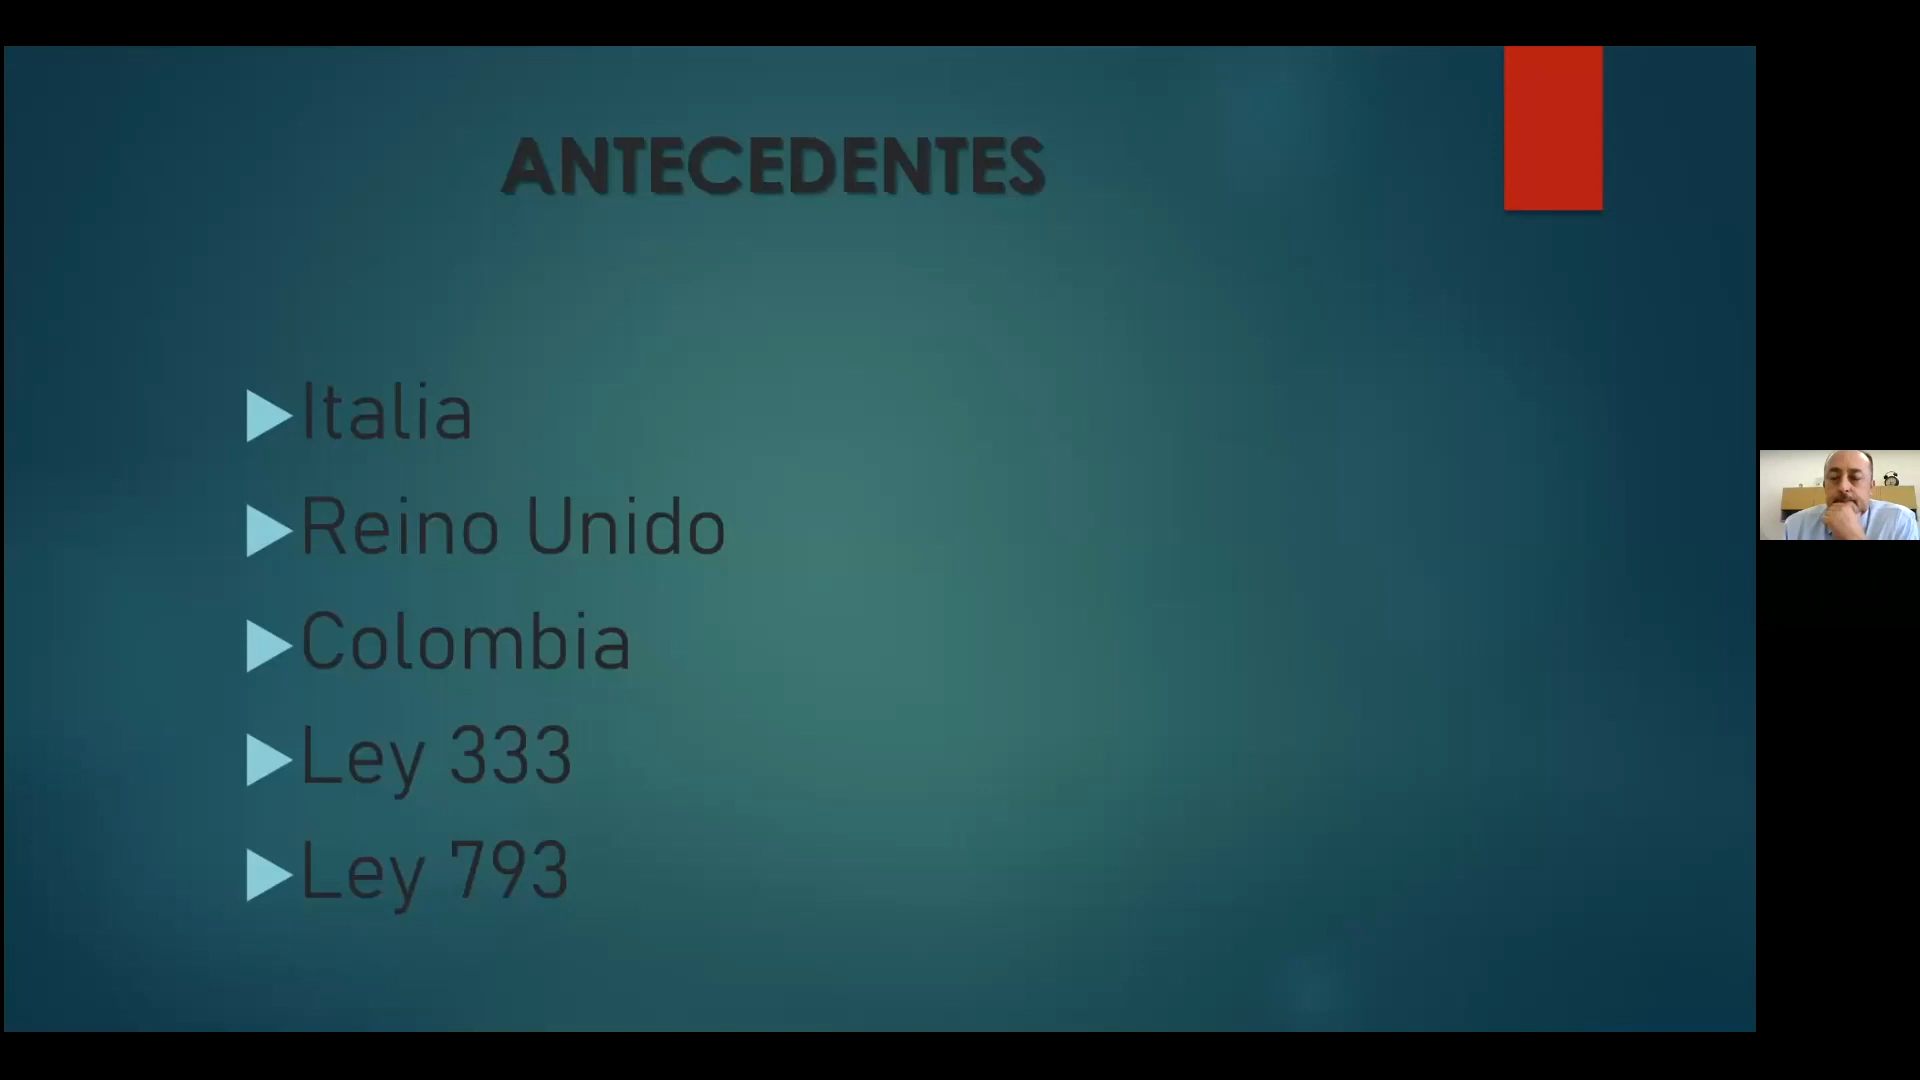 ANTECEDENTES
Italia
Reino Unido
Colombia
Ley 333
Ley 793